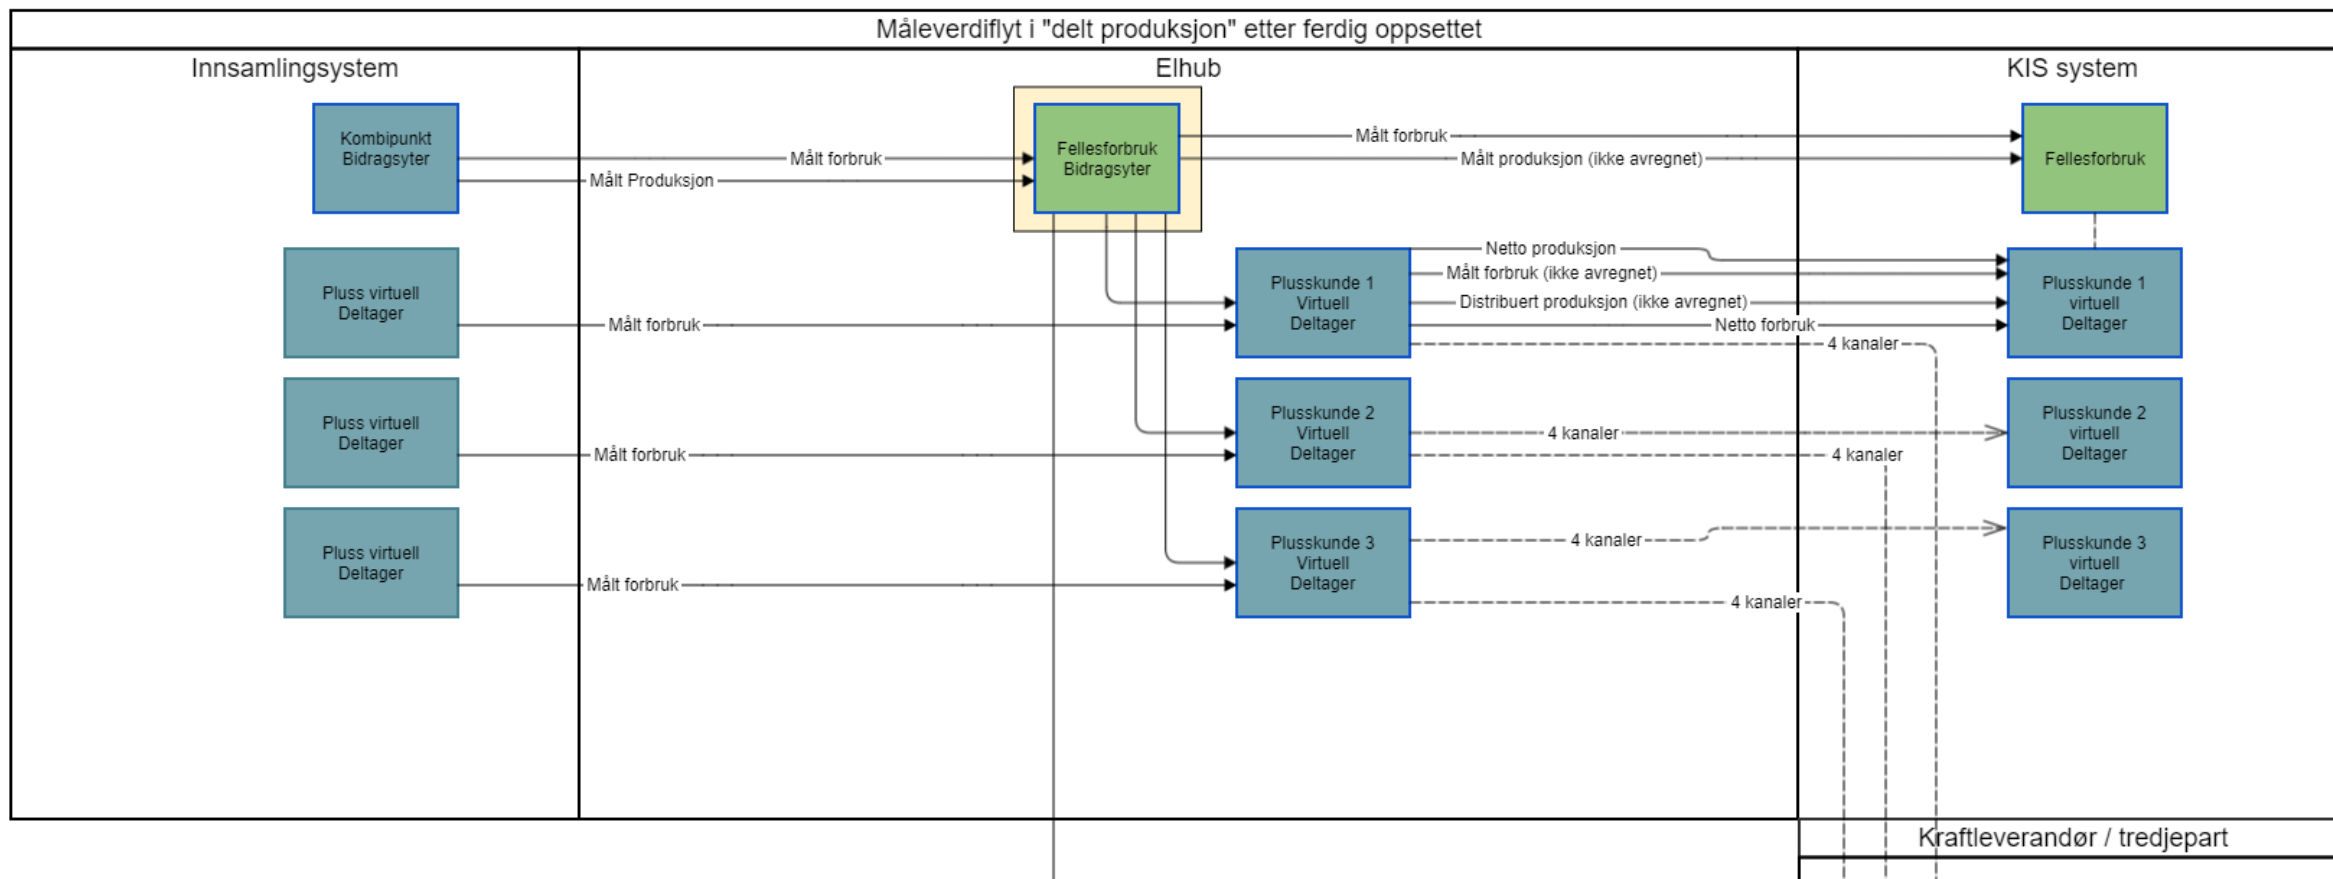 Måleverdiflyt i "delt produksjon" etter ferdig oppsettet
Innsamlingsystem
Elhub
KIS system
Kombipunkt
Bidragsyter
Målt forbruk
Målt Produksjon
Fellesforbruk
Bidragsyter
Målt forbruk
Målt produksjon (ikke avregnet)
Fellesforbruk
Pluss virtuell
Deltager
Målt forbruk
Plusskunde 1
Virtuell
Deltager
Netto produksjon
Målt forbruk (ikke avregnet)
Distribuert produksjon (ikke avregnet)
Netto forbruk
4 kanaler
Plusskunde 1
virtuell
Deltager
Pluss virtuell
Deltager
Målt forbruk
Plusskunde 2
Virtuell
Deltager
4 kanaler
4 kanaler
Plusskunde 2
virtuell
Deltager
Pluss virtuell
Deltager
Målt forbruk
Plusskunde 3
Virtuell
Deltager
4 kanaler
4 kanaler
Plusskunde 3
virtuell
Deltager
Kraftleverandør / tredjepart